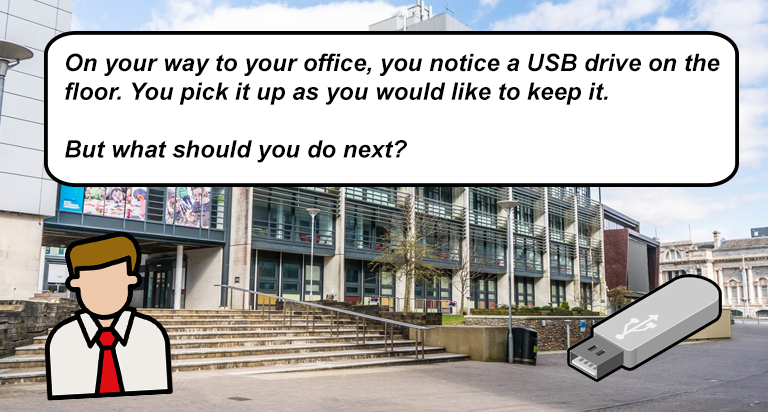 On your way to your office, you notice a USB drive on the
floor. You pick it up as you would like to keep it.
But what should you do next?